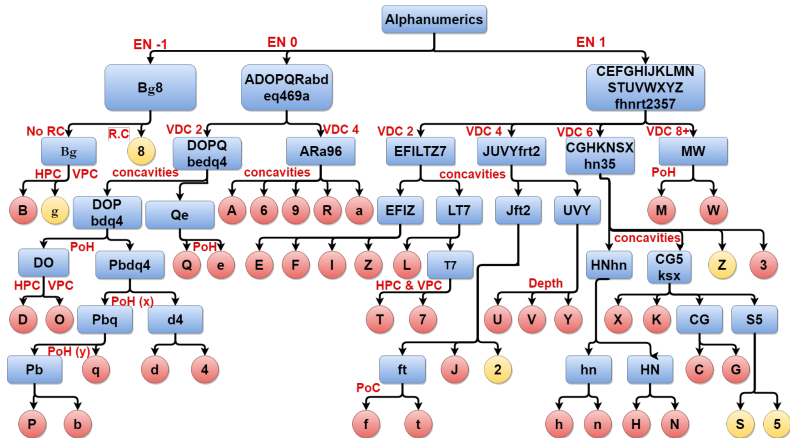 Alphanumerics
EN -1
EN 0
EN 1
Bg8
ADOPQRabd
eq469a
CEFGHIJKLMN
STUVWXYZ
fhnrt2357
No RC
R.C
VDC 2
VDC 4
VDC 2
VDC 4
VDC 6
VDC 8+
Bg
8
DOPQ
bedq4
ARa96
EFILTZ7
JUVYfrt2
CGHKNSX
hn35
MW
HPC
VPC
concavities
concavities
concavities
PoH
B
g
DOP
bdq4
Qe
A
6
9
R
a
EFIZ
LT7
Jft2
UVY
M
W
concavities
PoH
PoH
DO
Pbdq4
Q
e
E
F
I
Z
L
T7
HNhn
CG5
ksx
Z
3
HPC
VPC
PoH (x)
HPC & VPC
Depth
D
O
Pbq
d4
T
7
U
V
Y
X
K
CG
S5
PoH (y)
Pb
q
d
4
ft
J
2
hn
HN
C
G
PoC
P
b
f
t
h
n
H
N
S
5